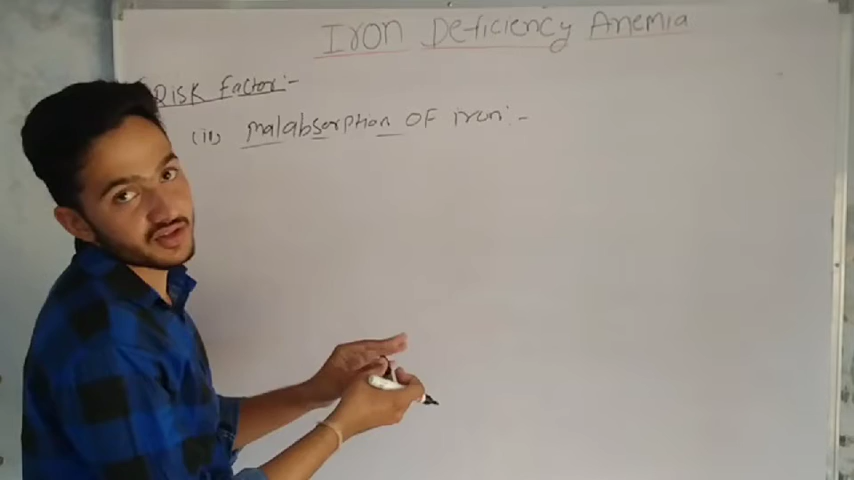 Iron Deficiency Anemia
Risk factor:-
(ii) malabsorption of iron:-